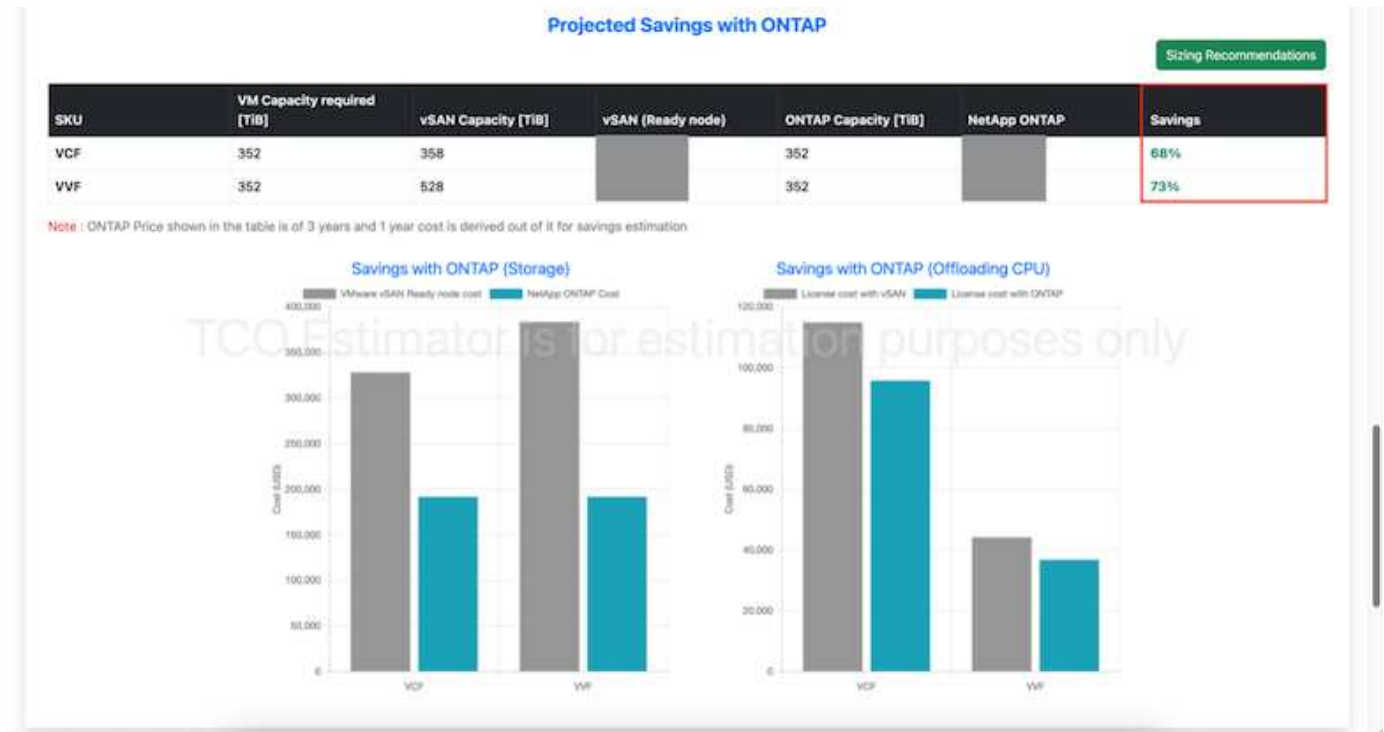 Projected Savings with ONTAP
Sizing Recommendations
SKU VM Capacity required [TiB] vSAN Capacity [TiB] vSAN (Ready node) ONTAP Capacity [TiB] NetApp ONTAP Savings
VCF 352 358 352 68%
VVF 352 528 352 73%
Note : ONTAP Price shown in the table is of 3 years and 1 year cost is derived out of it for savings estimation
Savings with ONTAP (Storage)
VMware vSAN Ready node cost NetApp ONTAP Cost
400,000
350,000
300,000
250,000
200,000
150,000
100,000
50,000
0
Cost (USD)
VCF VVF
Savings with ONTAP (Offloading CPU)
License cost with vSAN License cost with ONTAP
120,000
100,000
80,000
60,000
40,000
20,000
0
Cost (USD)
VCF VVF
TCO Estimator is for estimation purposes only